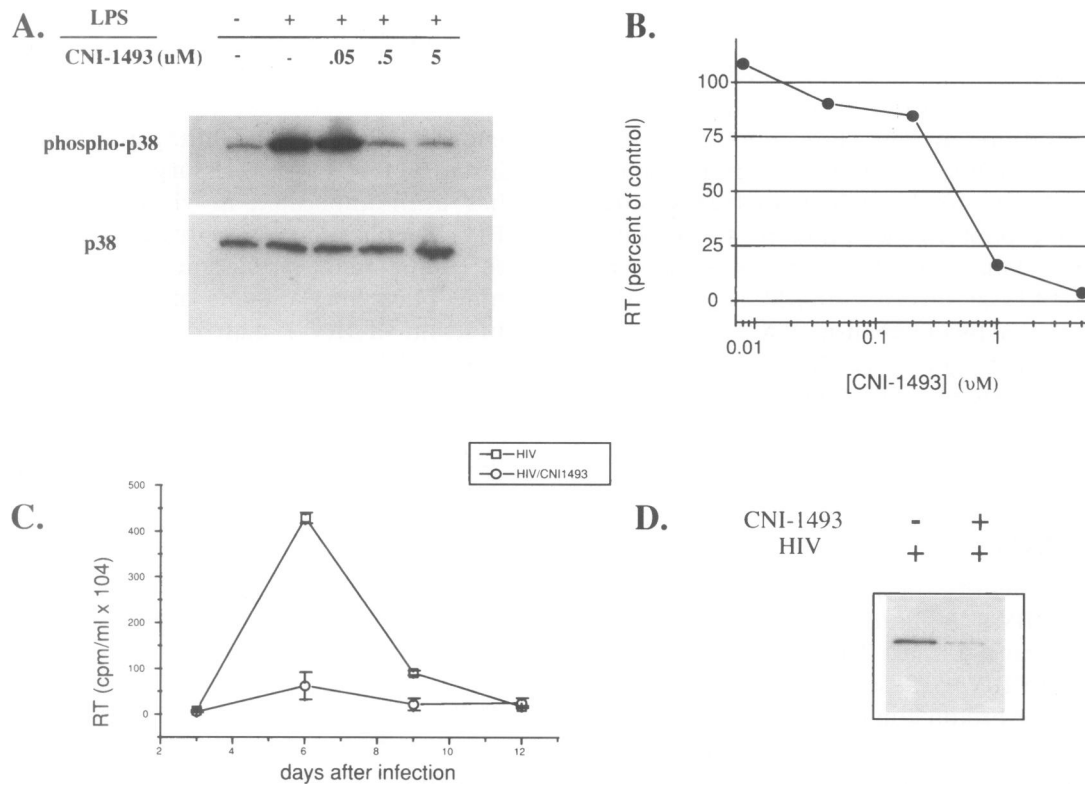 A.
LPS - + + + +
CNI-1493 (uM) - - .05 .5 5
phospho-p38
p38
B.
RT (percent of control)
100
75
50
25
0
0.01 0.1 1
[CNI-1493] (υM)
C.
HIV
HIV/CNI1493
RT (cpm/ml x 104)
500
400
300
200
100
0
2 4 6 8 10 12
days after infection
D.
CNI-1493 - +
HIV + +